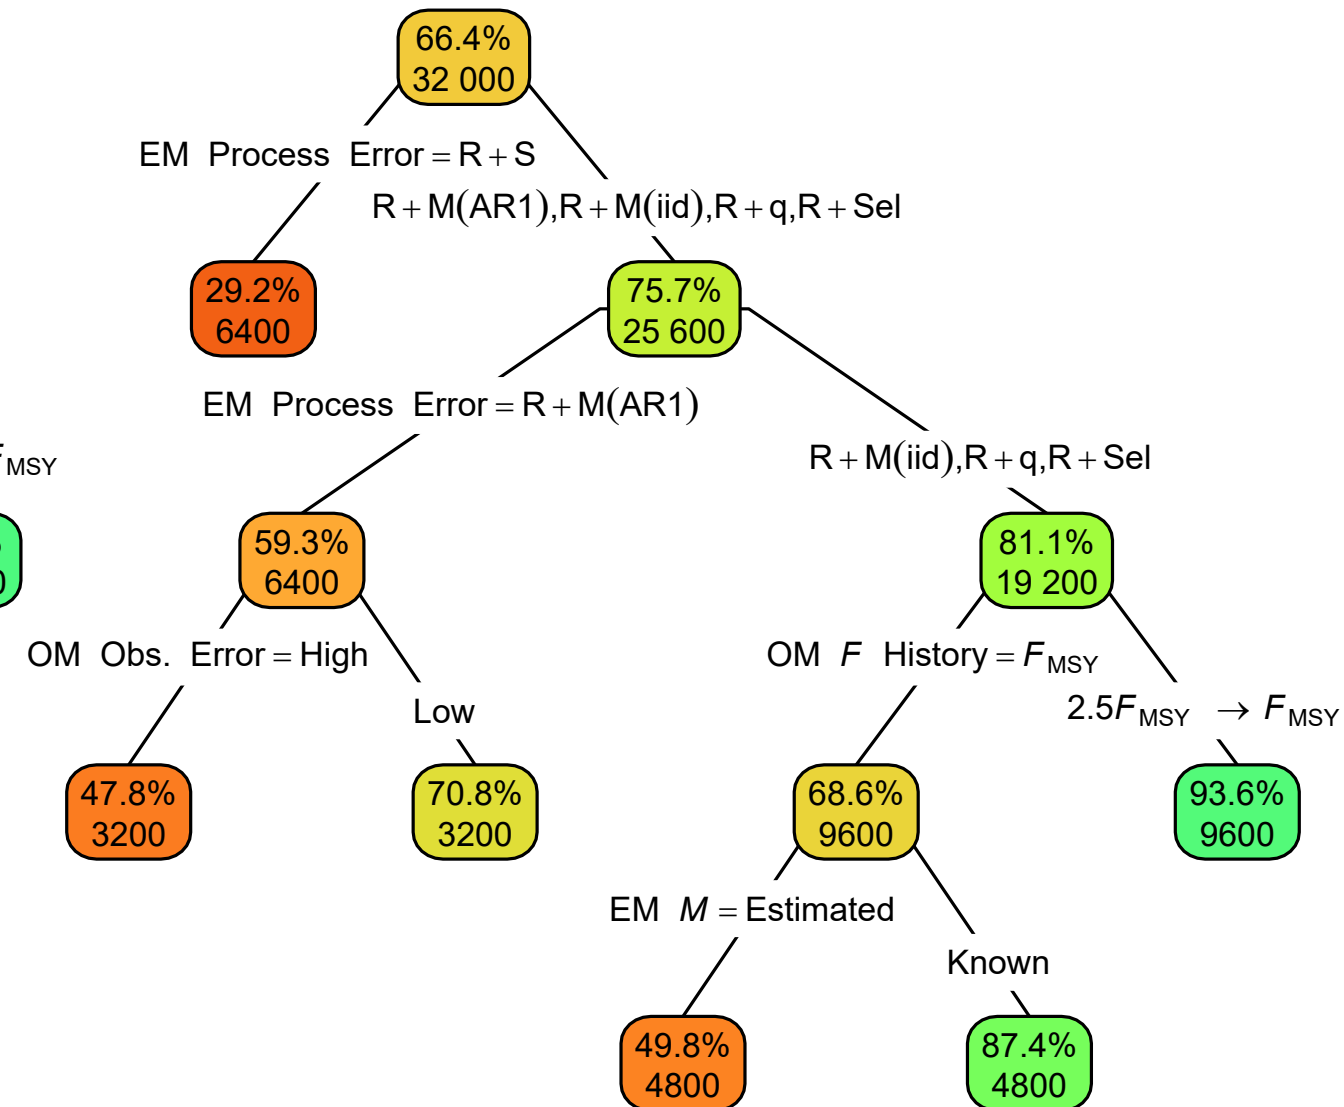 66.4%
32 000
EM Process Error = R + S
R + M(AR1),R + M(iid),R + q,R + Sel
29.2%
6400
75.7%
25 600
EM Process Error = R + M(AR1)
R + M(iid),R + q,R + Sel
MSY
59.3%
6400
81.1%
19 200
OM Obs. Error = High
Low
OM F History = FMSY
2.5FMSY → FMSY
47.8%
3200
70.8%
3200
68.6%
9600
93.6%
9600
EM M = Estimated
Known
49.8%
4800
87.4%
4800